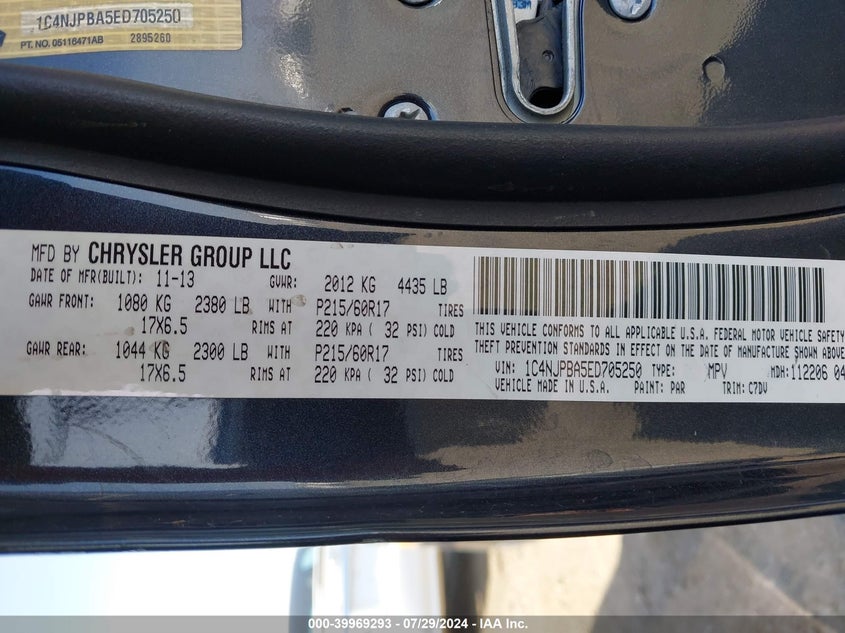 1C4NJPBA5ED705250
PT. NO. 05116471AB 2895260
MFD BY CHRYSLER GROUP LLC
DATE OF MFR(BUILT): 11-13 GVWR: 2012 KG 4435 LB
GAWR FRONT: 1080 KG 2380 LB WITH P215/60R17 TIRES
17X6.5 RIMS AT 220 KPA ( 32 PSI) COLD
GAWR REAR: 1044 KG 2300 LB WITH P215/60R17 TIRES
17X6.5 RIMS AT 220 KPA ( 32 PSI) COLD
THIS VEHICLE CONFORMS TO ALL APPLICABLE U.S.A. FEDERAL MOTOR VEHICLE SAFETY
THEFT PREVENTION STANDARDS IN EFFECT ON THE DATE OF MANUFACTURE SHOWN ABOVE
VIN: 1C4NJPBA5ED705250 TYPE: MPV MDH:112206 04
VEHICLE MADE IN U.S.A. PAINT: PAR TRIM: C7DV
000-39969293 - 07/29/2024 - IAA Inc.